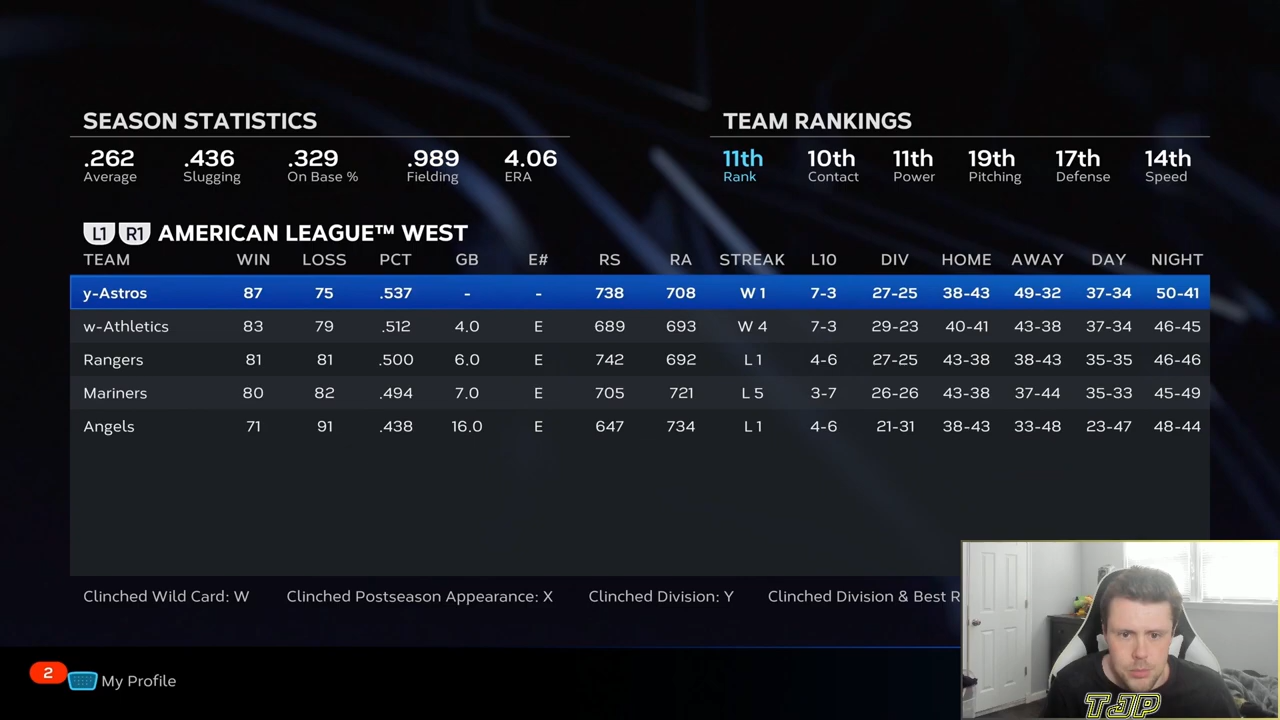 SEASON STATISTICS
.262 .436 .329 .989 4.06
Average Slugging On Base % Fielding ERA
TEAM RANKINGS
11th 10th 11th 19th 17th 14th
Rank Contact Power Pitching Defense Speed
L1 R1 AMERICAN LEAGUE™ WEST
TEAM WIN LOSS PCT GB E# RS RA STREAK L10 DIV HOME AWAY DAY NIGHT
y-Astros 87 75 .537 - - 738 708 W 1 7-3 27-25 38-43 49-32 37-34 50-41
w-Athletics 83 79 .512 4.0 E 689 693 W 4 7-3 29-23 40-41 43-38 37-34 46-45
Rangers 81 81 .500 6.0 E 742 692 L 1 4-6 27-25 43-38 38-43 35-35 46-46
Mariners 80 82 .494 7.0 E 705 721 L 5 3-7 26-26 43-38 37-44 35-33 45-49
Angels 71 91 .438 16.0 E 647 734 L 1 4-6 21-31 38-43 33-48 23-47 48-44
Clinched Wild Card: W Clinched Postseason Appearance: X Clinched Division: Y Clinched Division & Best R
2 My Profile
TJP